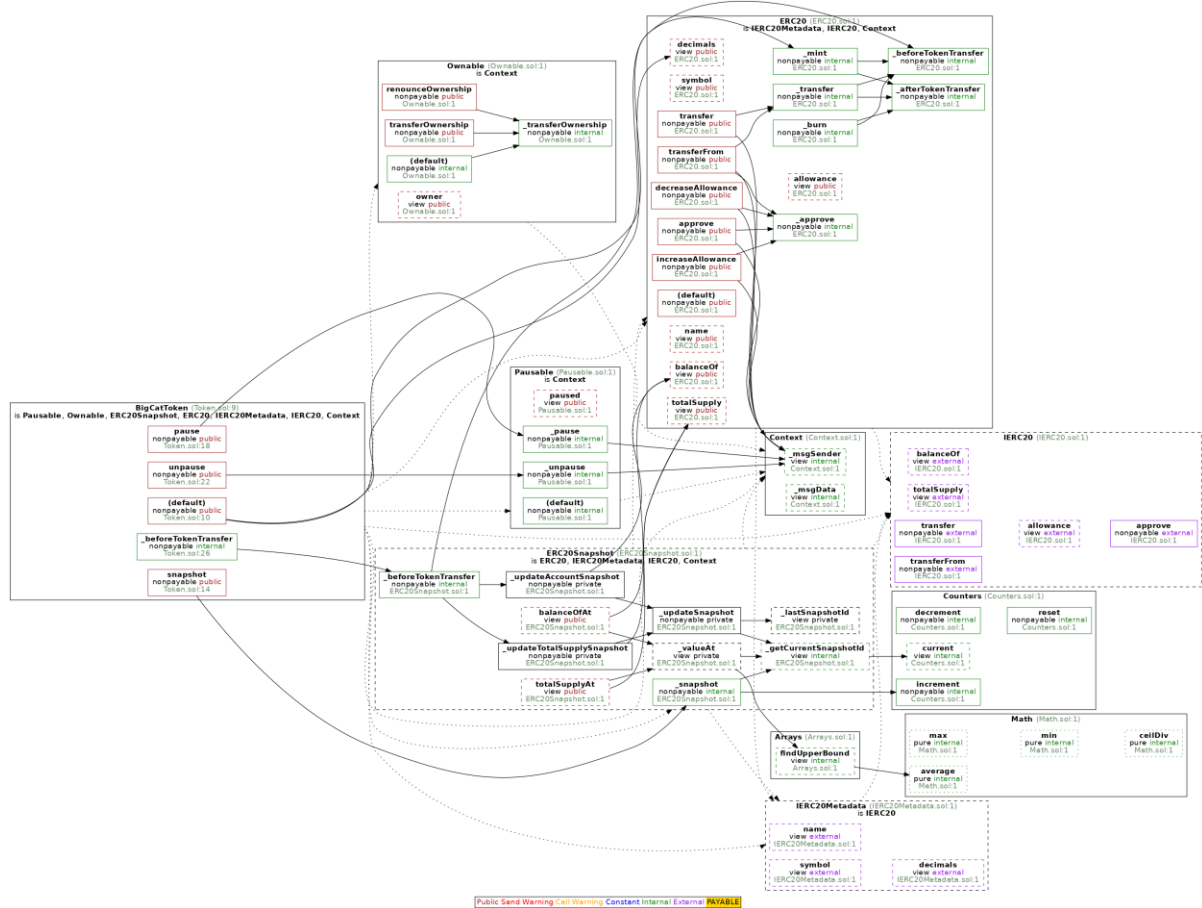 ERC20 (ERC20.sol:1)
is IERC20Metadata, IERC20, Context
decimals
view public
ERC20.sol:1
symbol
view public
ERC20.sol:1
transfer
nonpayable public
ERC20.sol:1
transferFrom
nonpayable public
ERC20.sol:1
decreaseAllowance
nonpayable public
ERC20.sol:1
approve
nonpayable public
ERC20.sol:1
increaseAllowance
nonpayable public
ERC20.sol:1
(default)
nonpayable public
ERC20.sol:1
name
view public
ERC20.sol:1
balanceOf
view public
ERC20.sol:1
totalSupply
view public
ERC20.sol:1
_mint
nonpayable internal
ERC20.sol:1
_transfer
nonpayable internal
ERC20.sol:1
_burn
nonpayable internal
ERC20.sol:1
allowance
view public
ERC20.sol:1
_approve
nonpayable internal
ERC20.sol:1
_beforeTokenTransfer
nonpayable internal
ERC20.sol:1
_afterTokenTransfer
nonpayable internal
ERC20.sol:1
Ownable (Ownable.sol:1)
is Context
renounceOwnership
nonpayable public
Ownable.sol:1
transferOwnership
nonpayable public
Ownable.sol:1
(default)
nonpayable internal
Ownable.sol:1
owner
view public
Ownable.sol:1
_transferOwnership
nonpayable internal
Ownable.sol:1
Pausable (Pausable.sol:1)
is Context
paused
view public
Pausable.sol:1
_pause
nonpayable internal
Pausable.sol:1
_unpause
nonpayable internal
Pausable.sol:1
(default)
nonpayable internal
Pausable.sol:1
BigCatToken (Token.sol:9)
is Pausable, Ownable, ERC20Snapshot, ERC20, IERC20Metadata, IERC20, Context
pause
nonpayable public
Token.sol:18
unpause
nonpayable public
Token.sol:22
(default)
nonpayable public
Token.sol:10
_beforeTokenTransfer
nonpayable internal
Token.sol:26
snapshot
nonpayable public
Token.sol:14
Context (Context.sol:1)
_msgSender
view internal
Context.sol:1
_msgData
view internal
Context.sol:1
IERC20 (IERC20.sol:1)
balanceOf
view external
IERC20.sol:1
totalSupply
view external
IERC20.sol:1
transfer
nonpayable external
IERC20.sol:1
allowance
view external
IERC20.sol:1
approve
nonpayable external
IERC20.sol:1
transferFrom
nonpayable external
IERC20.sol:1
ERC20Snapshot (ERC20Snapshot.sol:1)
is ERC20, IERC20Metadata, IERC20, Context
_beforeTokenTransfer
nonpayable internal
ERC20Snapshot.sol:1
_updateAccountSnapshot
nonpayable private
ERC20Snapshot.sol:1
balanceOfAt
view public
ERC20Snapshot.sol:1
_updateTotalSupplySnapshot
nonpayable private
ERC20Snapshot.sol:1
totalSupplyAt
view public
ERC20Snapshot.sol:1
_updateSnapshot
nonpayable private
ERC20Snapshot.sol:1
_valueAt
view private
ERC20Snapshot.sol:1
_snapshot
nonpayable internal
ERC20Snapshot.sol:1
_lastSnapshotId
view private
ERC20Snapshot.sol:1
_getCurrentSnapshotId
view internal
ERC20Snapshot.sol:1
Counters (Counters.sol:1)
decrement
nonpayable internal
Counters.sol:1
reset
nonpayable internal
Counters.sol:1
current
view internal
Counters.sol:1
increment
nonpayable internal
Counters.sol:1
Math (Math.sol:1)
max
pure internal
Math.sol:1
min
pure internal
Math.sol:1
ceilDiv
pure internal
Math.sol:1
average
pure internal
Math.sol:1
Arrays (Arrays.sol:1)
findUpperBound
view internal
Arrays.sol:1
IERC20Metadata (IERC20Metadata.sol:1)
is IERC20
name
view external
IERC20Metadata.sol:1
symbol
view external
IERC20Metadata.sol:1
decimals
view external
IERC20Metadata.sol:1
Public Send Warning Call Warning Constant Internal External PAYABLE